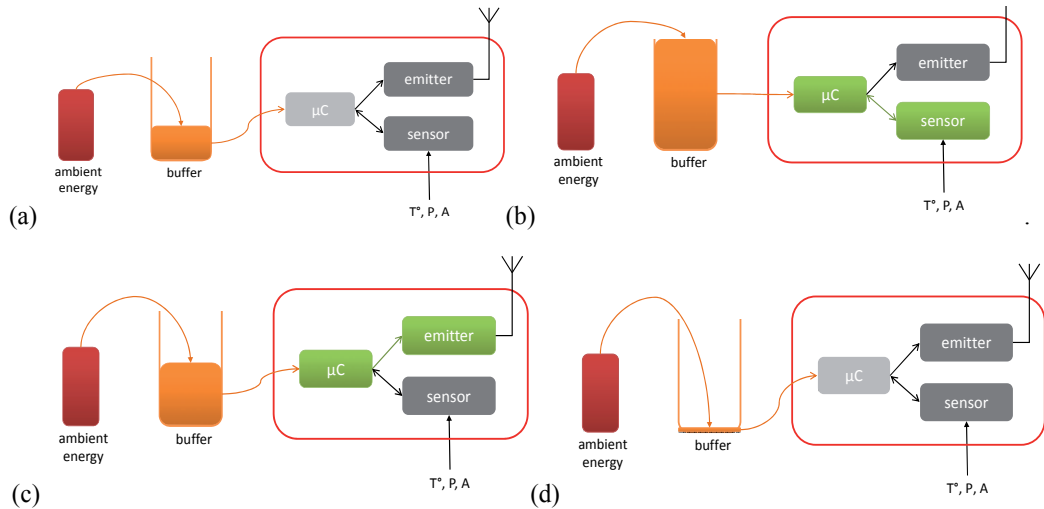 emitter
µC
sensor
ambient
energy
buffer
T°, P, A
(a)
emitter
µC
sensor
ambient
energy
buffer
T°, P, A
(b)
emitter
µC
sensor
ambient
energy
buffer
T°, P, A
(c)
emitter
µC
sensor
ambient
energy
buffer
T°, P, A
(d)